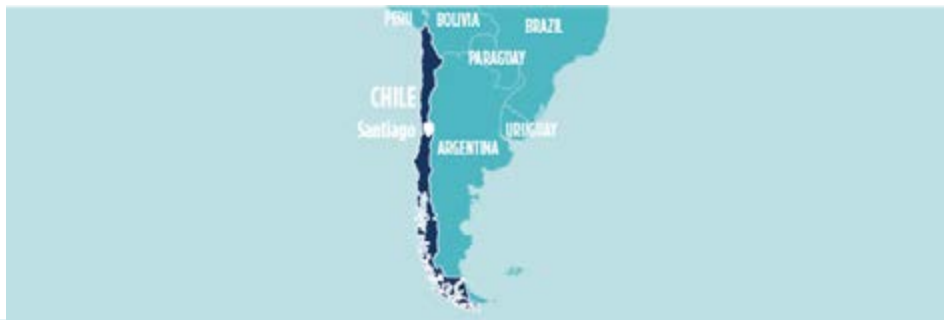 PERU
BOLIVIA
BRAZIL
PARAGUAY
CHILE
Santiago
URUGUAY
ARGENTINA